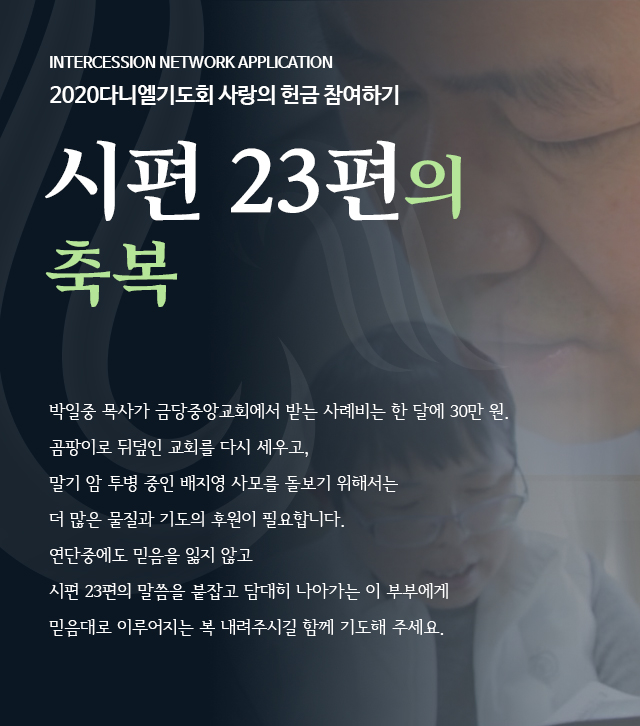 INTERCESSION NETWORK APPLICATION
2020다니엘기도회 사랑의 헌금 참여하기
시편 23편의
축복
박일중 목사가 금당중앙교회에서 받는 사례비는 한 달에 30만 원.
곰팡이로 뒤덮인 교회를 다시 세우고,
말기 암 투병 중인 배지영 사모를 돌보기 위해서는
더 많은 물질과 기도의 후원이 필요합니다.
연단중에도 믿음을 잃지 않고
시편 23편의 말씀을 붙잡고 담대히 나아가는 이 부부에게
믿음대로 이루어지는 복 내려주시길 함께 기도해 주세요.